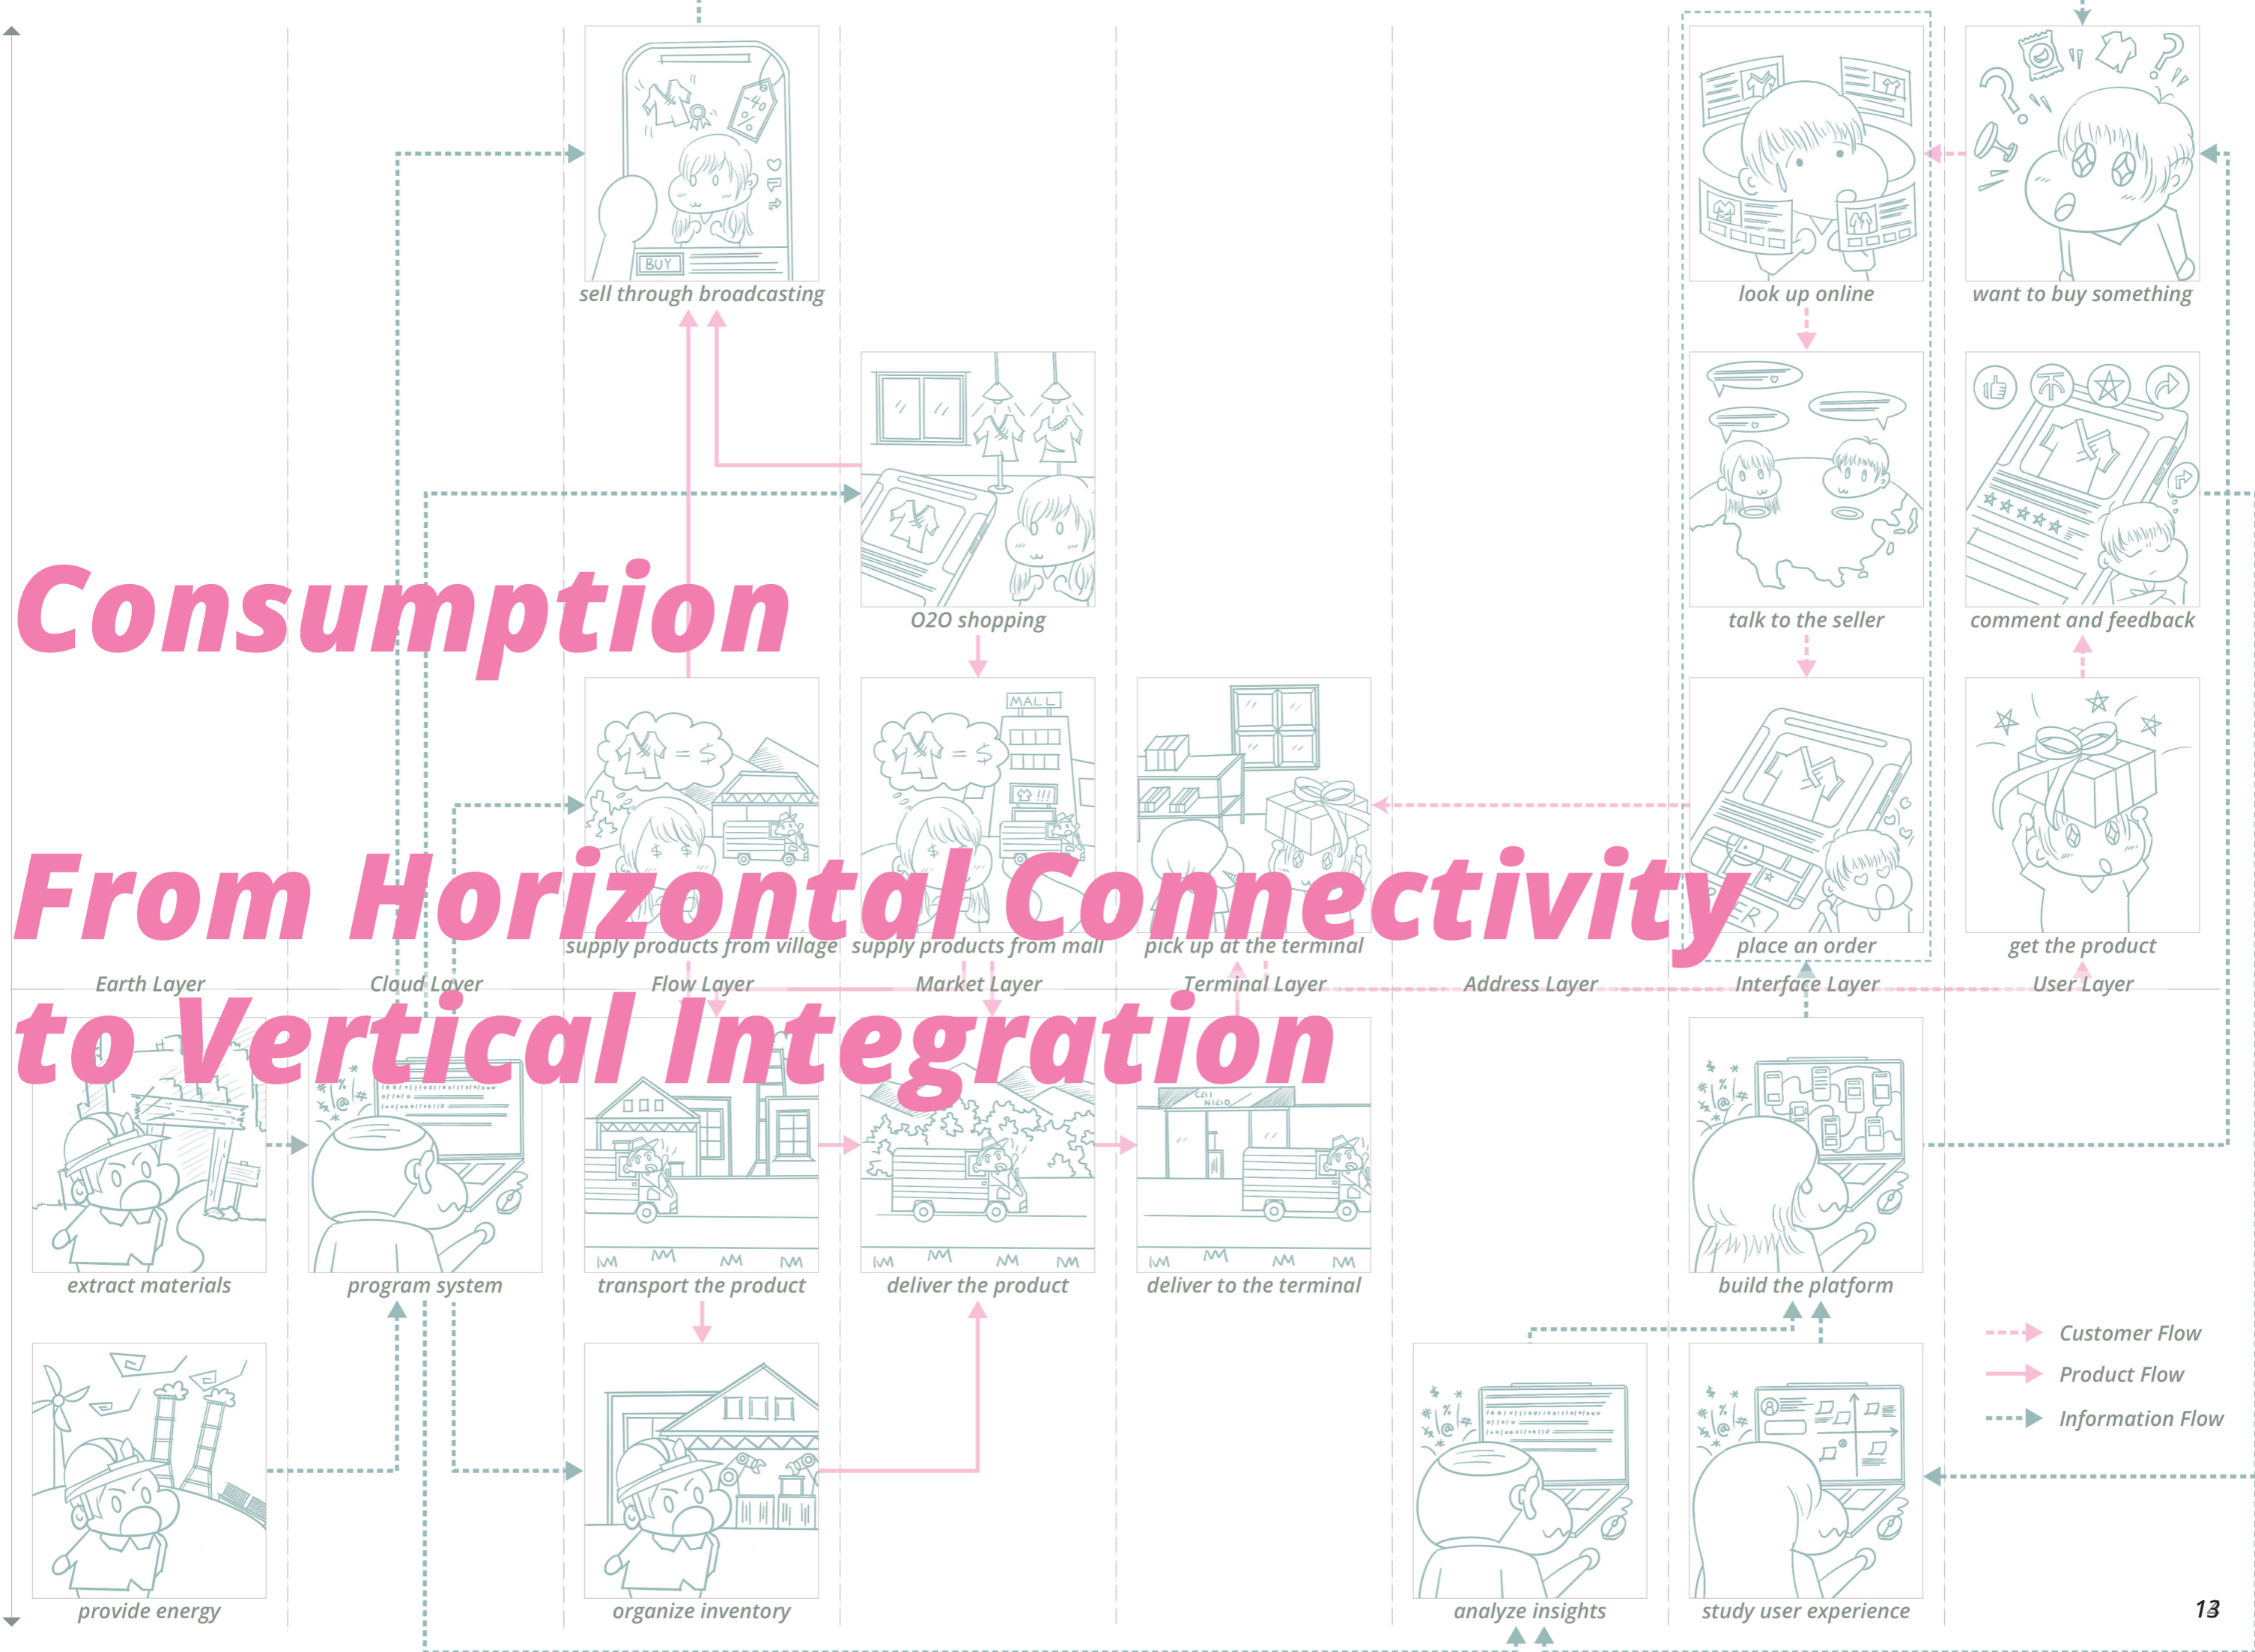 -40
%
BUY
sell through broadcasting
look up online
want to buy something
O2O shopping
talk to the seller
comment and feedback
Consumption
= $
MALL
= $
!!!
supply products from village
supply products from mall
pick up at the terminal
place an order
get the product
From Horizontal Connectivity
to Vertical Integration
Earth Layer
Cloud Layer
Flow Layer
Market Layer
Terminal Layer
Address Layer
Interface Layer
User Layer
extract materials
program system
transport the product
deliver the product
deliver to the terminal
build the platform
Customer Flow
Product Flow
Information Flow
provide energy
organize inventory
analyze insights
study user experience